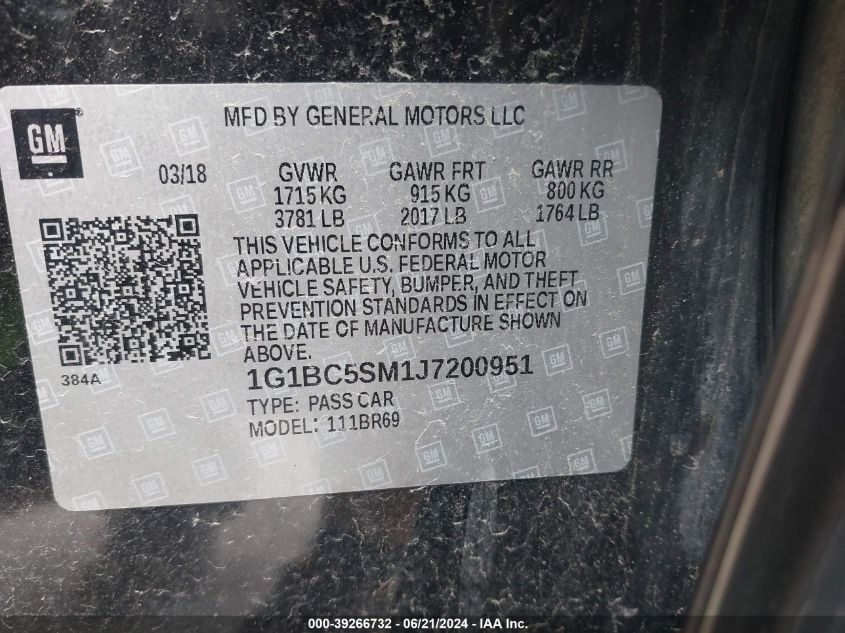 GM
®
MFD BY GENERAL MOTORS LLC
03/18 GVWR GAWR FRT GAWR RR
1715 KG 915 KG 800 KG
3781 LB 2017 LB 1764 LB
THIS VEHICLE CONFORMS TO ALL
APPLICABLE U.S. FEDERAL MOTOR
VEHICLE SAFETY, BUMPER, AND THEFT
PREVENTION STANDARDS IN EFFECT ON
THE DATE OF MANUFACTURE SHOWN
ABOVE.
384A
1G1BC5SM1J7200951
TYPE: PASS CAR
MODEL: 111BR69
000-39266732 - 06/21/2024 - IAA Inc.